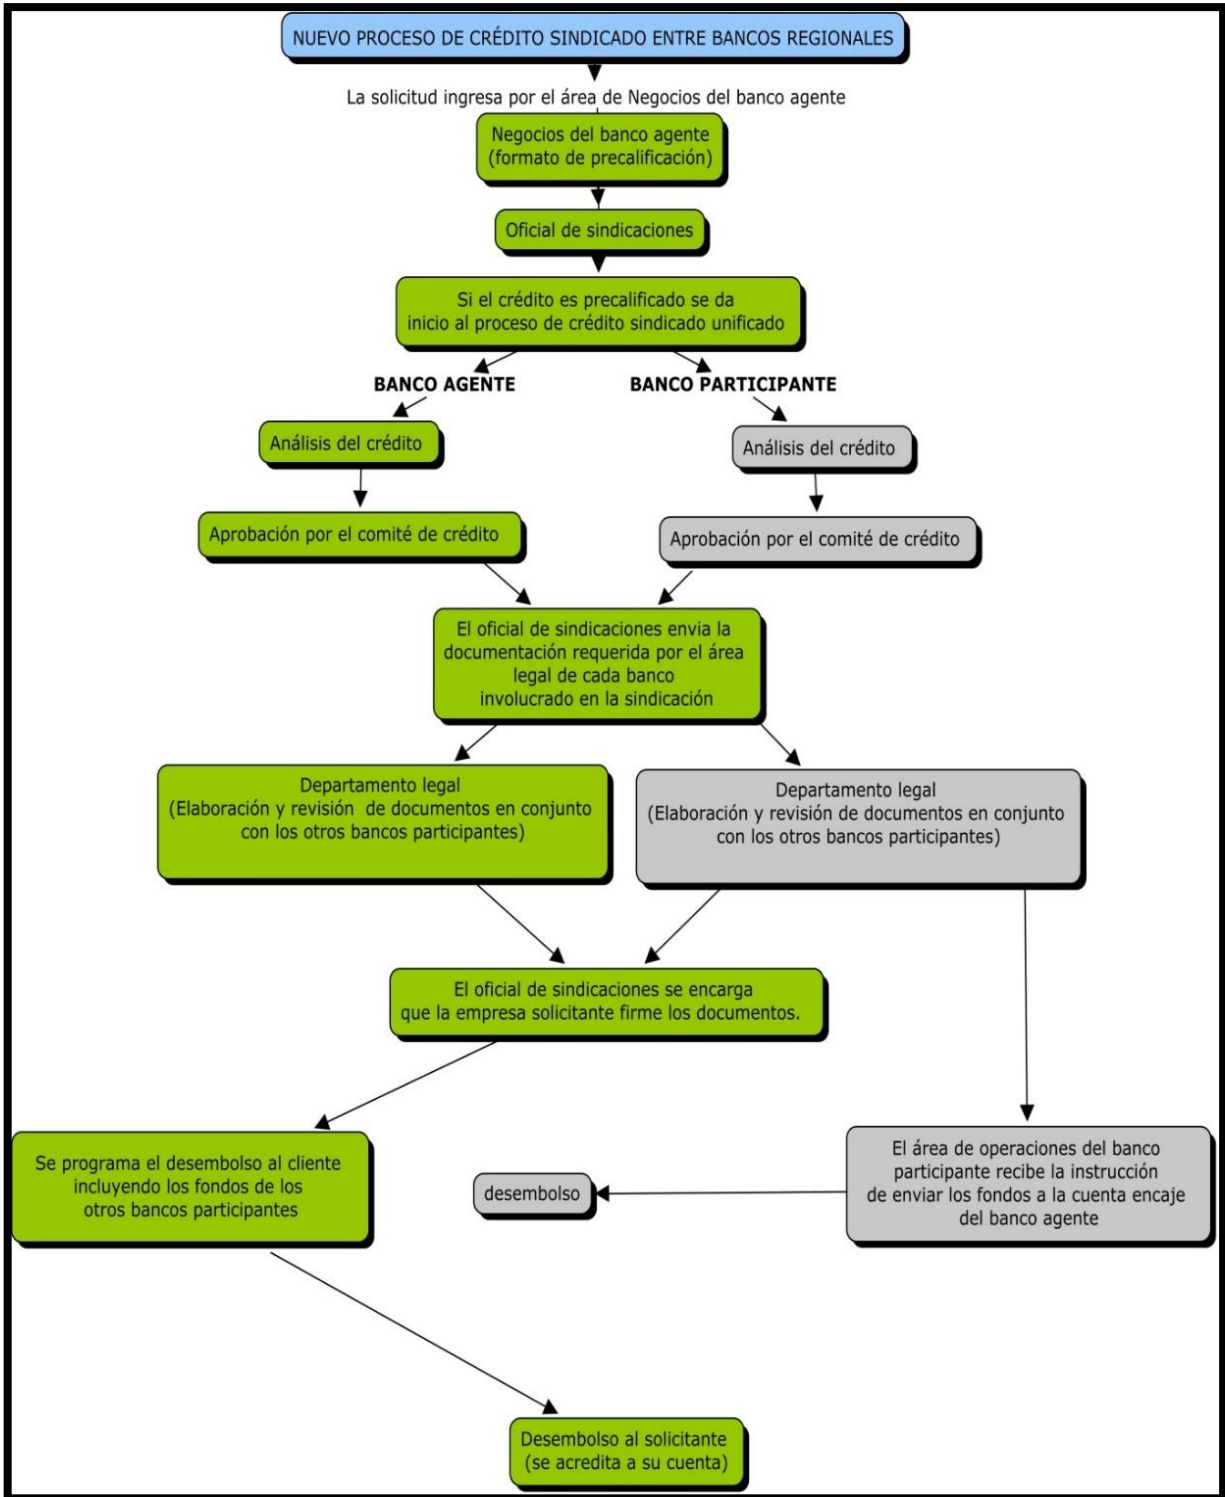 NUEVO PROCESO DE CRÉDITO SINDICADO ENTRE BANCOS REGIONALES
La solicitud ingresa por el área de Negocios del banco agente
Negocios del banco agente
(formato de precalificación)
Oficial de sindicaciones
Si el crédito es precalificado se da
inicio al proceso de crédito sindicado unificado
BANCO AGENTE
BANCO PARTICIPANTE
Análisis del crédito
Análisis del crédito
Aprobación por el comité de crédito
Aprobación por el comité de crédito
El oficial de sindicaciones envia la
documentación requerida por el área
legal de cada banco
involucrado en la sindicación
Departamento legal
(Elaboración y revisión de documentos en conjunto
con los otros bancos participantes)
Departamento legal
(Elaboración y revisión de documentos en conjunto
con los otros bancos participantes)
El oficial de sindicaciones se encarga
que la empresa solicitante firme los documentos.
Se programa el desembolso al cliente
incluyendo los fondos de los
otros bancos participantes
desembolso
El área de operaciones del banco
participante recibe la instrucción
de enviar los fondos a la cuenta encaje
del banco agente
Desembolso al solicitante
(se acredita a su cuenta)